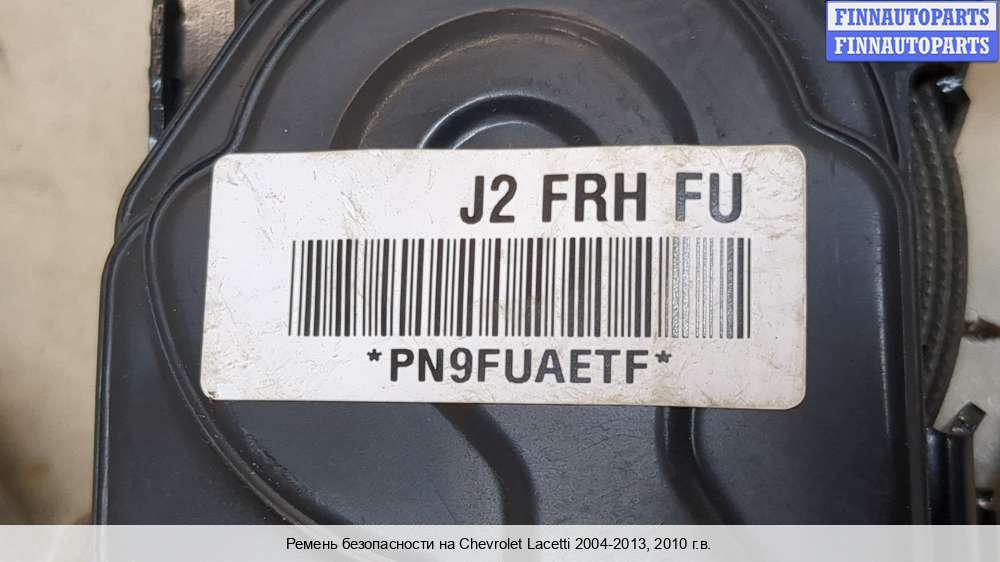 FINNAUTOPARTS
FINNAUTOPARTS
J2 FRH FU
*PN9FUAETF*
Ремень безопасности на Chevrolet Lacetti 2004-2013, 2010 г.в.